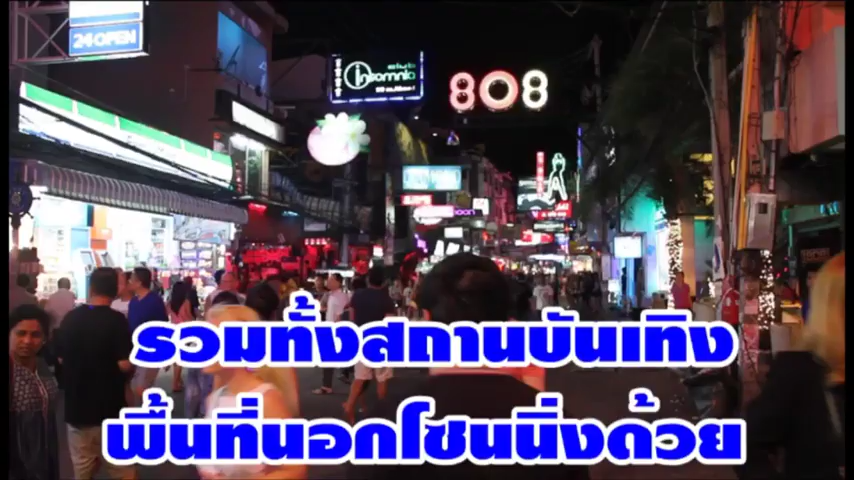 24 OPEN
club
insomnia
808
รวมทั้งสถานบันเทิง
พื้นที่นอกโซนนิ่งด้วย